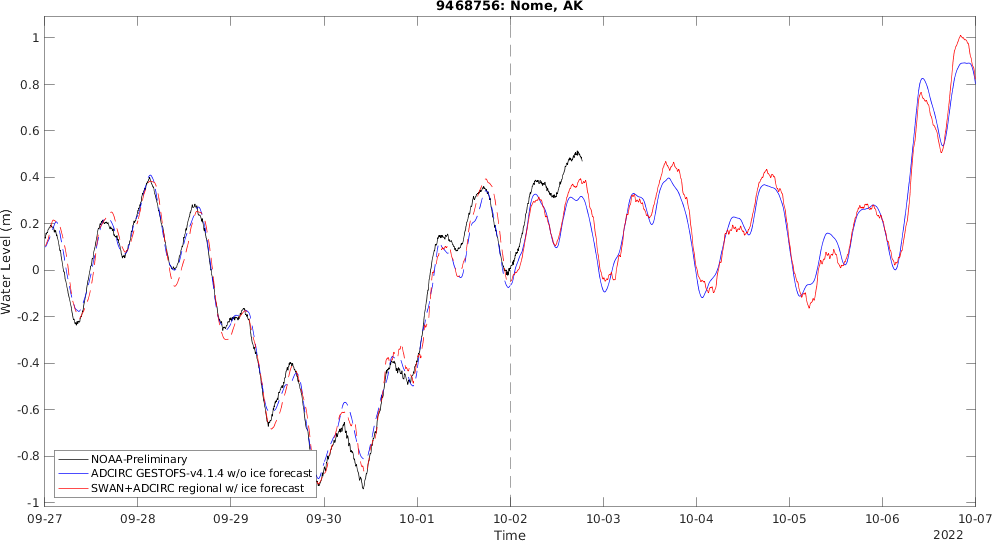 9468756: Nome, AK
Water Level (m)
1
0.8
0.6
0.4
0.2
0
-0.2
-0.4
-0.6
-0.8
-1
NOAA-Preliminary
ADCIRC GESTOFS-v4.1.4 w/o ice forecast
SWAN+ADCIRC regional w/ ice forecast
09-27 09-28 09-29 09-30 10-01 10-02 10-03 10-04 10-05 10-06 10-07
Time
2022